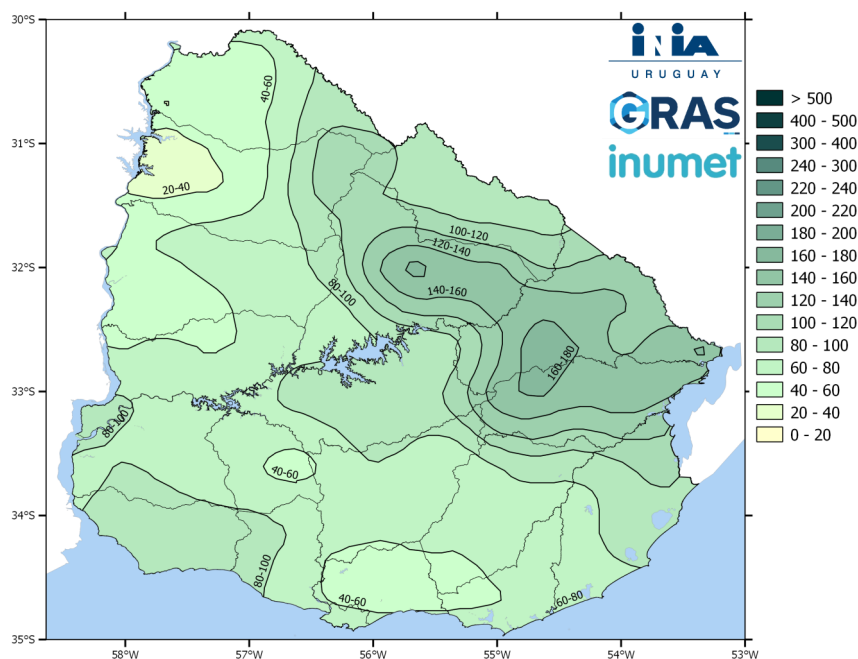 30°S
31°S
32°S
33°S
34°S
35°S
58°W
57°W
56°W
55°W
54°W
53°W
INIA
URUGUAY
GRAS
inumet
> 500
400 - 500
300 - 400
240 - 300
220 - 240
200 - 220
180 - 200
160 - 180
140 - 160
120 - 140
100 - 120
80 - 100
60 - 80
40 - 60
20 - 40
0 - 20
40-60
20-40
100-120
120-140
140-160
80-100
160-180
80-100
40-60
80-100
40-60
60-80